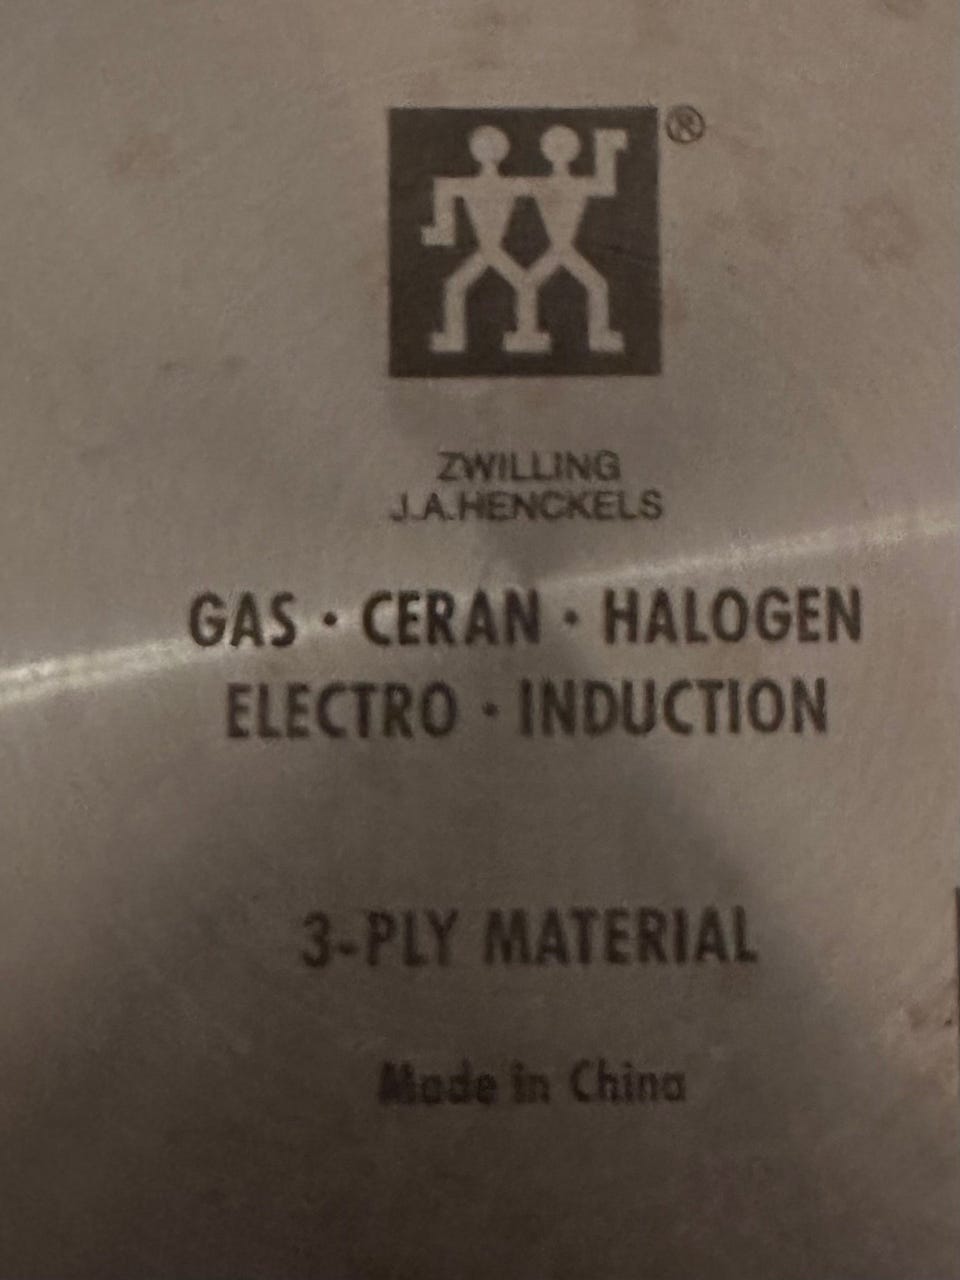 ®
ZWILLING
J.A.HENCKELS
GAS · CERAN · HALOGEN
ELECTRO · INDUCTION
3-PLY MATERIAL
Made in China